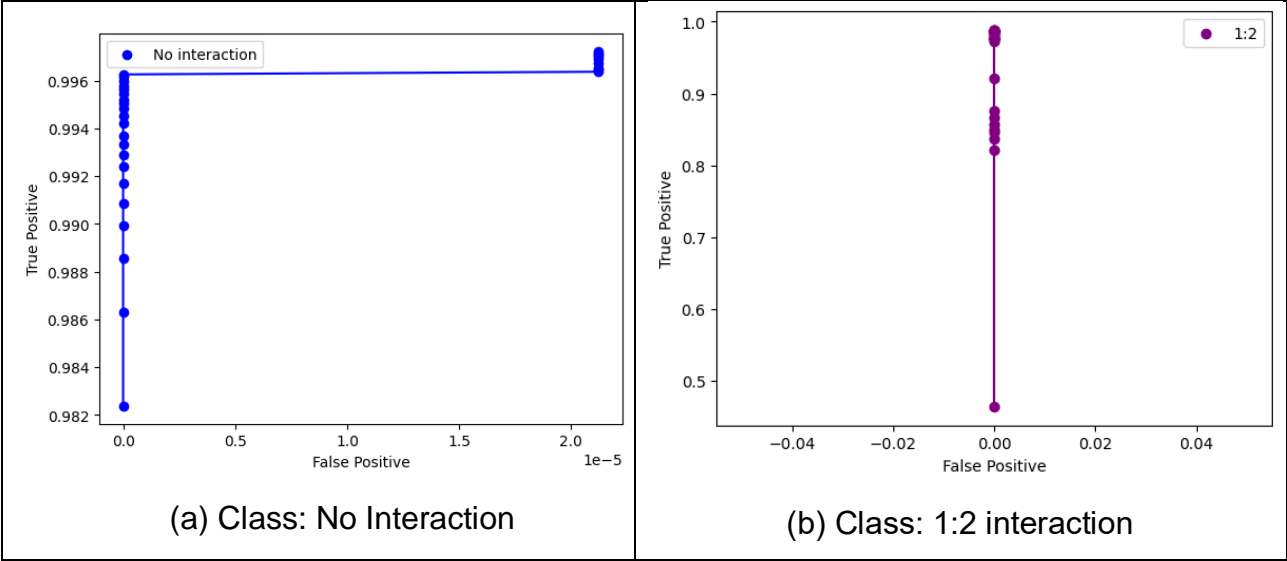 No interaction
True Positive
0.996
0.994
0.992
0.990
0.988
0.986
0.984
0.982
0.0 0.5 1.0 1.5 2.0
1e−5
False Positive
(a) Class: No Interaction
1:2
True Positive
1.0
0.9
0.8
0.7
0.6
0.5
−0.04 −0.02 0.00 0.02 0.04
False Positive
(b) Class: 1:2 interaction